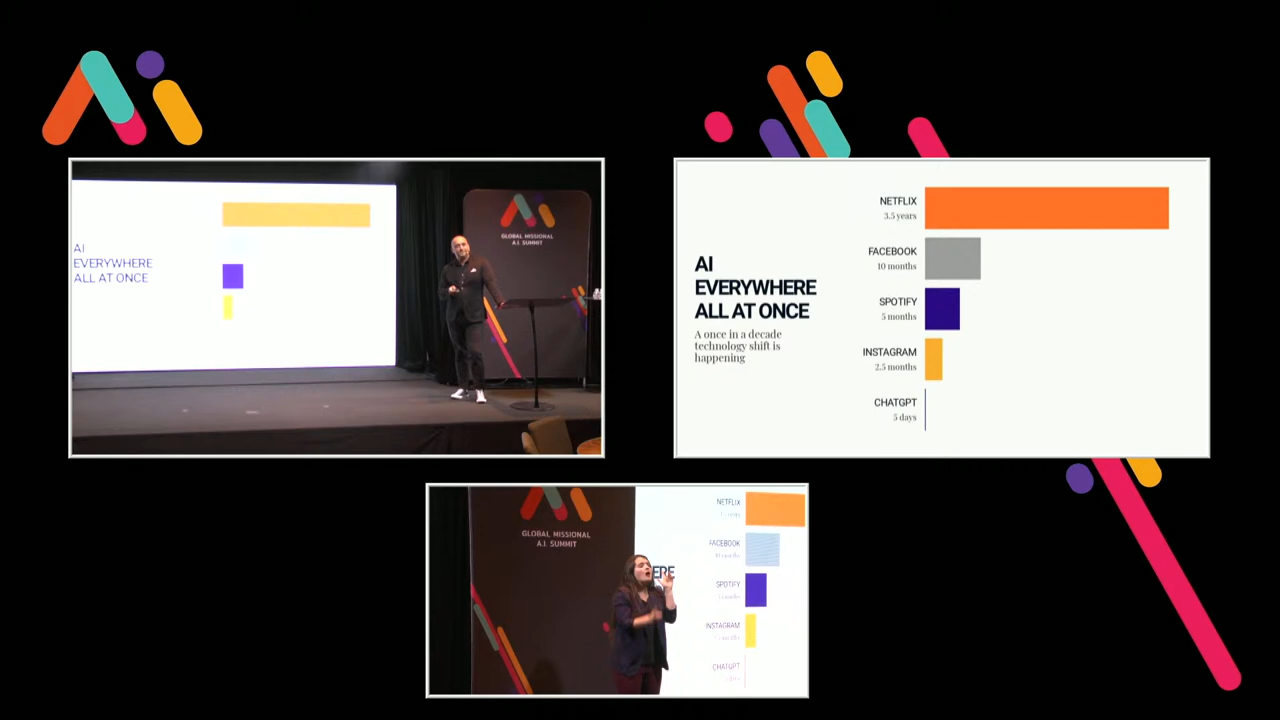 AI
EVERYWHERE
ALL AT ONCE
GLOBAL MISSIONAL
A.I. SUMMIT
AI
EVERYWHERE
ALL AT ONCE
A once in a decade
technology shift is
happening
NETFLIX
3.5 years
FACEBOOK
10 months
SPOTIFY
5 months
INSTAGRAM
2.5 months
CHATGPT
5 days
GLOBAL MISSIONAL
A.I. SUMMIT
NETFLIX
FACEBOOK
SPOTIFY
INSTAGRAM
CHATGPT